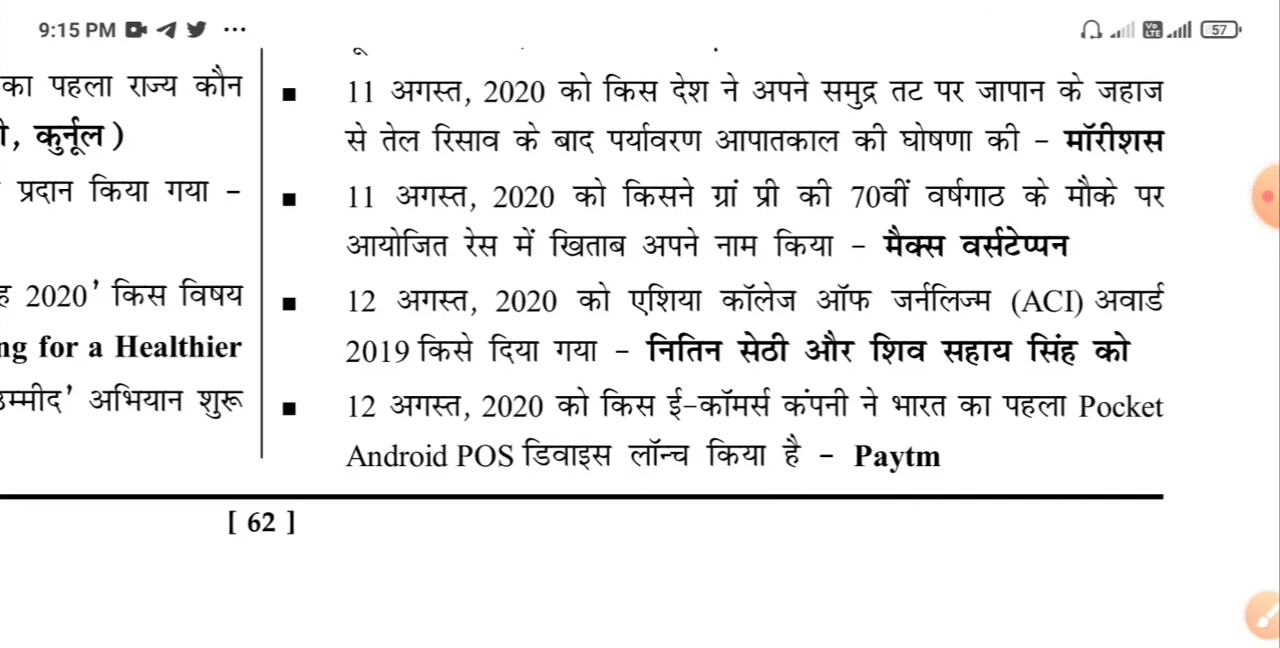 9:15 PM ... 57
का पहला राज्य कौन
, कुर्नूल )
प्रदान किया गया -
2020' किस विषय
for a Healthier
अभियान शुरू
■ 11 अगस्त, 2020 को किस देश ने अपने समुद्र तट पर जापान के जहाज
से तेल रिसाव के बाद पर्यावरण आपातकाल की घोषणा की - मॉरीशस
■ 11 अगस्त, 2020 को किसने ग्रां प्री की 70वीं वर्षगाठ के मौके पर
आयोजित रेस में खिताब अपने नाम किया - मैक्स वर्सटेप्पन
■ 12 अगस्त, 2020 को एशिया कॉलेज ऑफ जर्नलिज्म (ACI) अवार्ड
2019 किसे दिया गया - नितिन सेठी और शिव सहाय सिंह को
■ 12 अगस्त, 2020 को किस ई-कॉमर्स कंपनी ने भारत का पहला Pocket
Android POS डिवाइस लॉन्च किया है - Paytm
[ 62 ]